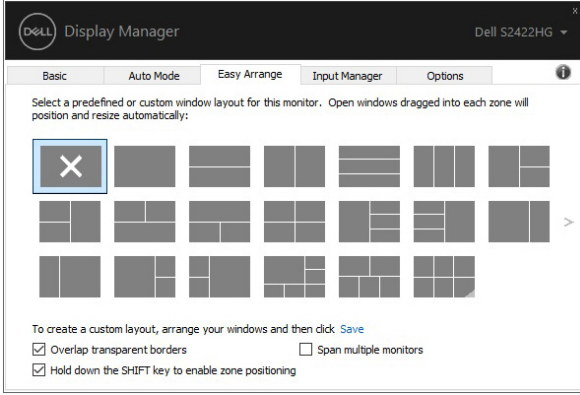 DELL Display Manager
Dell S2422HG
Basic Auto Mode Easy Arrange Input Manager Options
Select a predefined or custom window layout for this monitor. Open windows dragged into each zone will
position and resize automatically:
To create a custom layout, arrange your windows and then click Save
Overlap transparent borders
Span multiple monitors
Hold down the SHIFT key to enable zone positioning